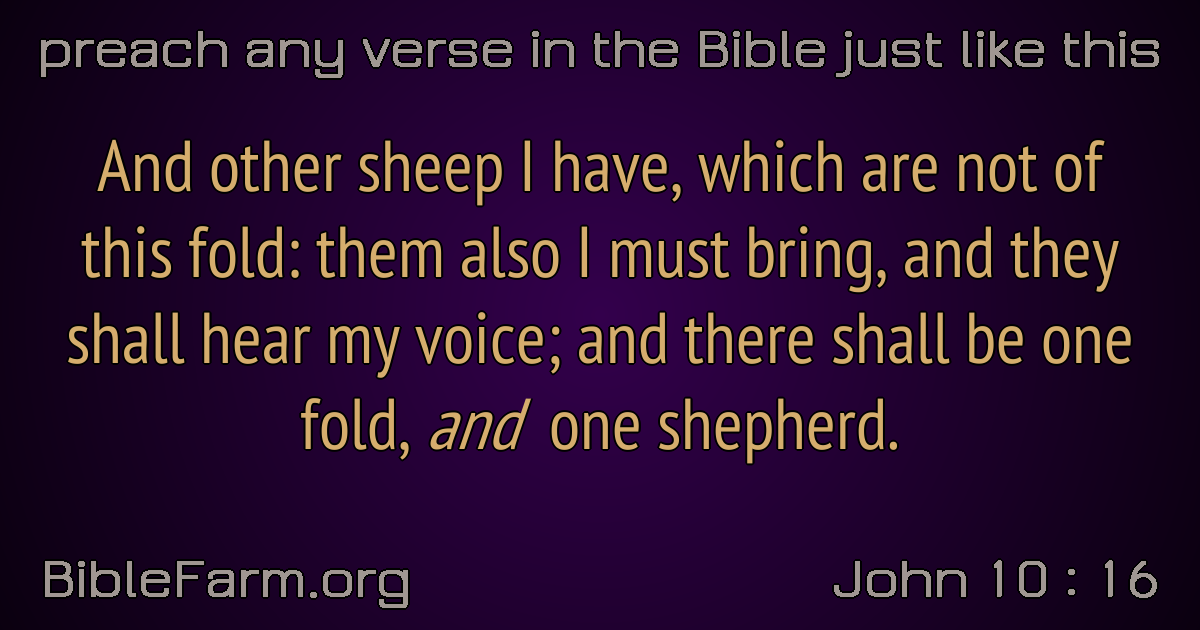 preach any verse in the Bible just like this
And other sheep I have, which are not of
this fold: them also I must bring, and they
shall hear my voice; and there shall be one
fold, and one shepherd.
BibleFarm.org
John 10 : 16